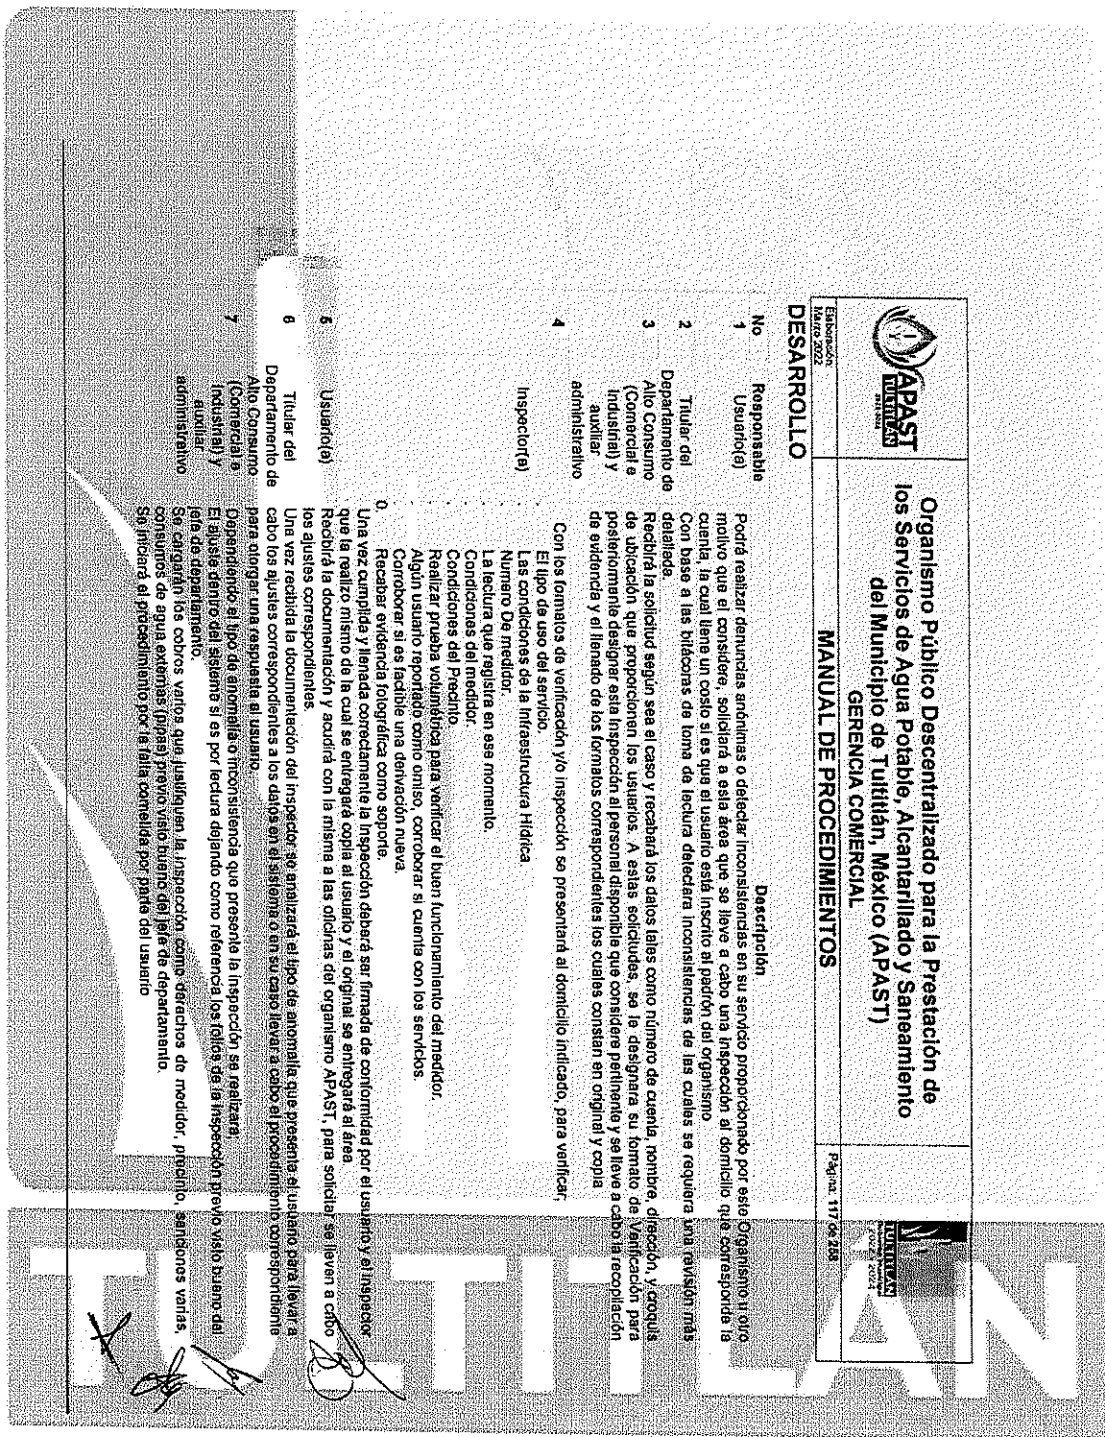 APAST
TULTITLÁN
2022-2024
Organismo Público Descentralizado para la Prestación de
los Servicios de Agua Potable, Alcantarillado y Saneamiento
del Municipio de Tultitlán, México (APAST)
GERENCIA COMERCIAL
TULTITLÁN
Elaboración:
Marzo 2022
MANUAL DE PROCEDIMIENTOS
Página: 117 de 288
DESARROLLO
No Responsable Descripción
1 Usuario(a) Podrá realizar denuncias anónimas o detectar inconsistencias en su servicio proporcionado por este Organismo u otro
motivo que el considere, solicitará a esta área que se lleve a cabo una inspección al domicilio que corresponde la
cuenta, la cual tiene un costo si es que el usuario está inscrito al padrón del organismo
2 Titular del Con base a las bitácoras de toma de lectura detectara inconsistencias de las cuales se requiera una revisión más
Departamento de detallada.
3 Alto Consumo Recibirá la solicitud según sea el caso y recabará los datos tales como número de cuenta, nombre, dirección, y croquis
(Comercial e de ubicación que proporcionen los usuarios. A estas solicitudes, se le designara su formato de Verificación para
Industrial) y posteriormente designar esta inspección al personal disponible que considere pertinente y se lleve a cabo la recopilación
auxiliar de evidencia y el llenado de los formatos correspondientes los cuales constan en original y copia
administrativo
4 Con los formatos de verificación y/o inspección se presentará al domicilio indicado, para verificar;
El tipo de uso del servicio.
Inspector(a) Las condiciones de la Infraestructura Hídrica.
Numero De medidor.
La lectura que registra en ese momento.
Condiciones del medidor.
Condiciones del Precinto.
Realizar prueba volumétrica para verificar el buen funcionamiento del medidor.
Algún usuario reportado como omiso, corroborar si cuenta con los servicios.
Corroborar si es factible una derivación nueva.
0. Recabar evidencia fotográfica como soporte.
Una vez cumplida y llenada correctamente la inspección deberá ser firmada de conformidad por el usuario y el inspector
que la realizo mismo de la cual se entregará copia al usuario y el original se entregará al área
5 Usuario(a) Recibirá la documentación y acudirá con la misma a las oficinas del organismo APAST, para solicitar se lleven a cabo
los ajustes correspondientes.
6 Titular del Una vez recibida la documentación del inspector se analizará el tipo de anomalía que presenta el usuario para llevar a
Departamento de cabo los ajustes correspondientes a los datos en el sistema o en su caso llevar a cabo el procedimiento correspondiente
Alto Consumo para otorgar una respuesta al usuario.
7 (Comercial e Dependiendo el tipo de anomalía o inconsistencia que presente la inspección se realizara;
Industrial) y El ajuste dentro del sistema si es por lectura dejando como referencia los folios de la inspección previo visto bueno del
auxiliar jefe de departamento.
administrativo Se cargarán los cobros varios que justifiquen la inspección como derechos de medidor, precinto, sanciones varias,
consumos de agua externas (pipas) previo visto bueno del jefe de departamento.
Se iniciará el procedimiento por la falta cometida por parte del usuario
TULTITLÁN